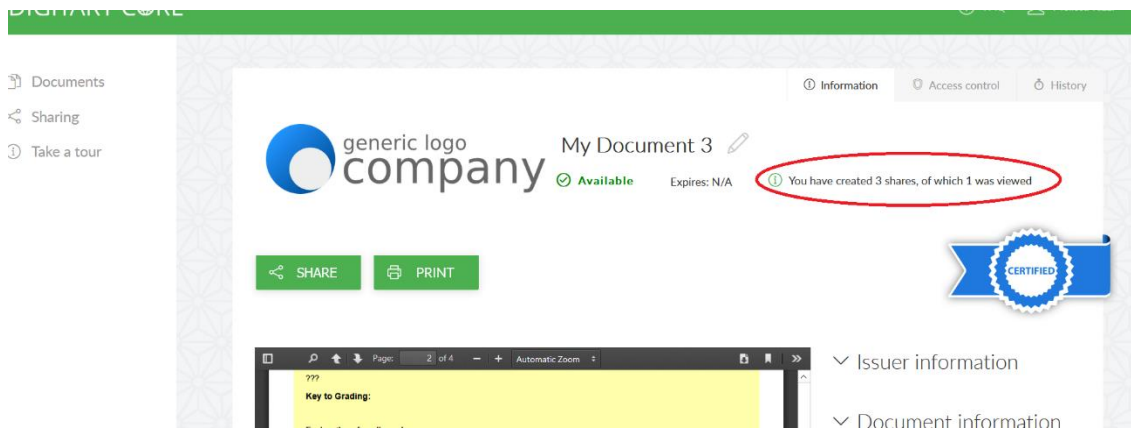 DIGITARY CORE
Documents
Sharing
Take a tour
Information
Access control
History
generic logo
company
My Document 3
Available
Expires: N/A
You have created 3 shares, of which 1 was viewed
SHARE
PRINT
CERTIFIED
Page: 2 of 4
Automatic Zoom
???
Key to Grading:
Issuer information
Document information